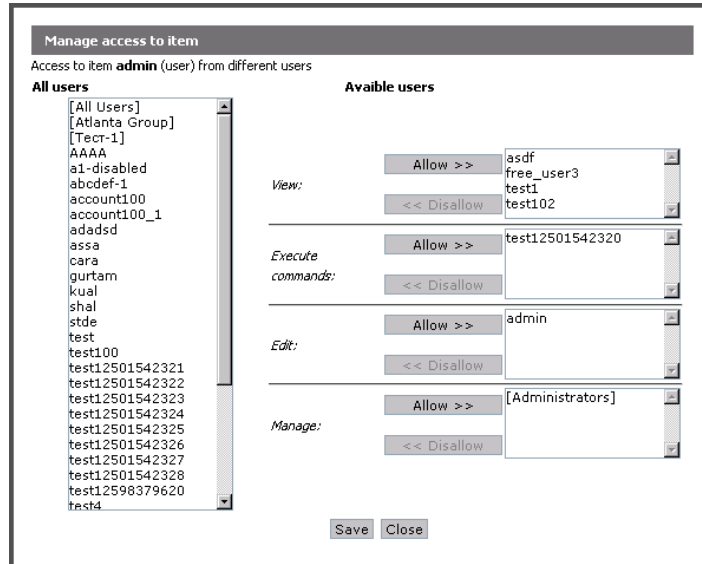 Manage access to item
Access to item admin (user) from different users
All users
Avaible users
[All Users]
[Atlanta Group]
[Тест-1]
AAAA
a1-disabled
abcdef-1
account100
account100_1
adadsd
assa
cara
gurtam
kual
shal
stde
test
test100
test12501542321
test12501542322
test12501542323
test12501542324
test12501542325
test12501542326
test12501542327
test12501542328
test12598379620
test4
View:
Allow >>
<< Disallow
asdf
free_user3
test1
test102
Execute
commands:
Allow >>
<< Disallow
test12501542320
Edit:
Allow >>
<< Disallow
admin
Manage:
Allow >>
<< Disallow
[Administrators]
Save Close